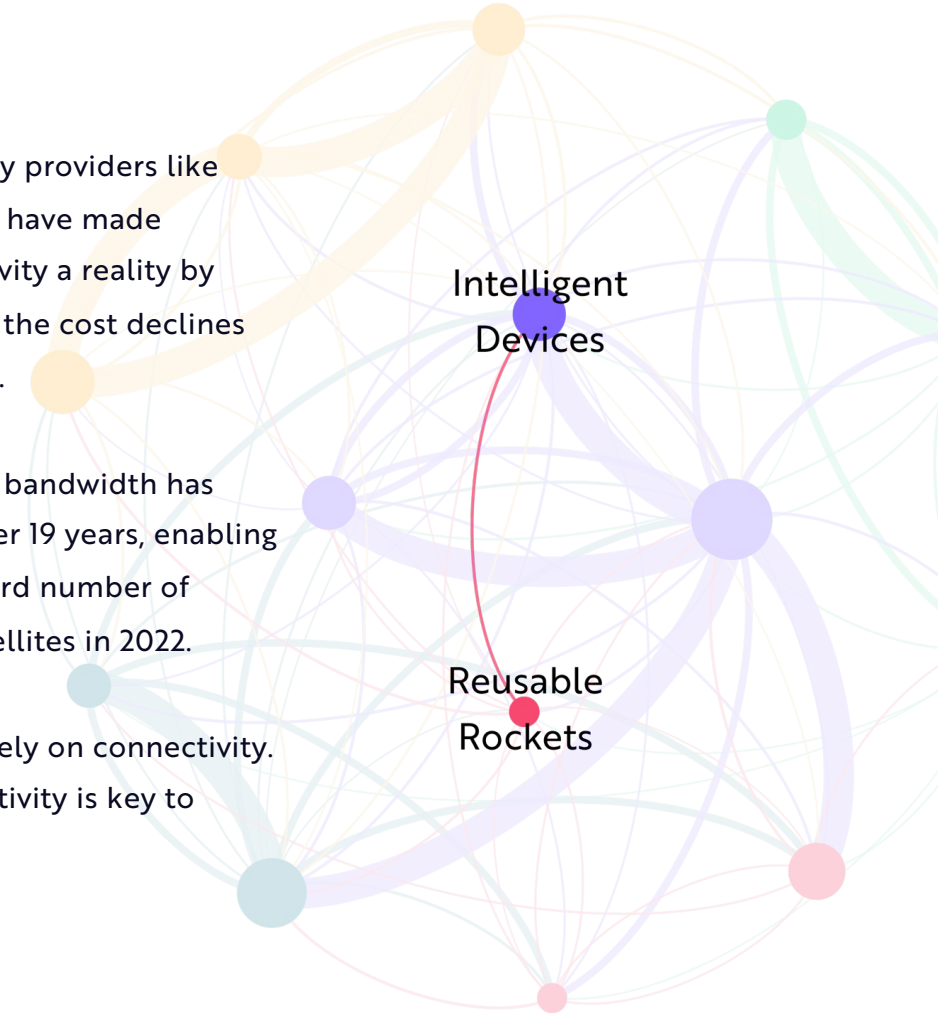 y providers like
have made
vity a reality by
the cost declines
.
bandwidth has
er 19 years, enabling
rd number of
ellites in 2022.
ely on connectivity.
tivity is key to
Intelligent
Devices
Reusable
Rockets